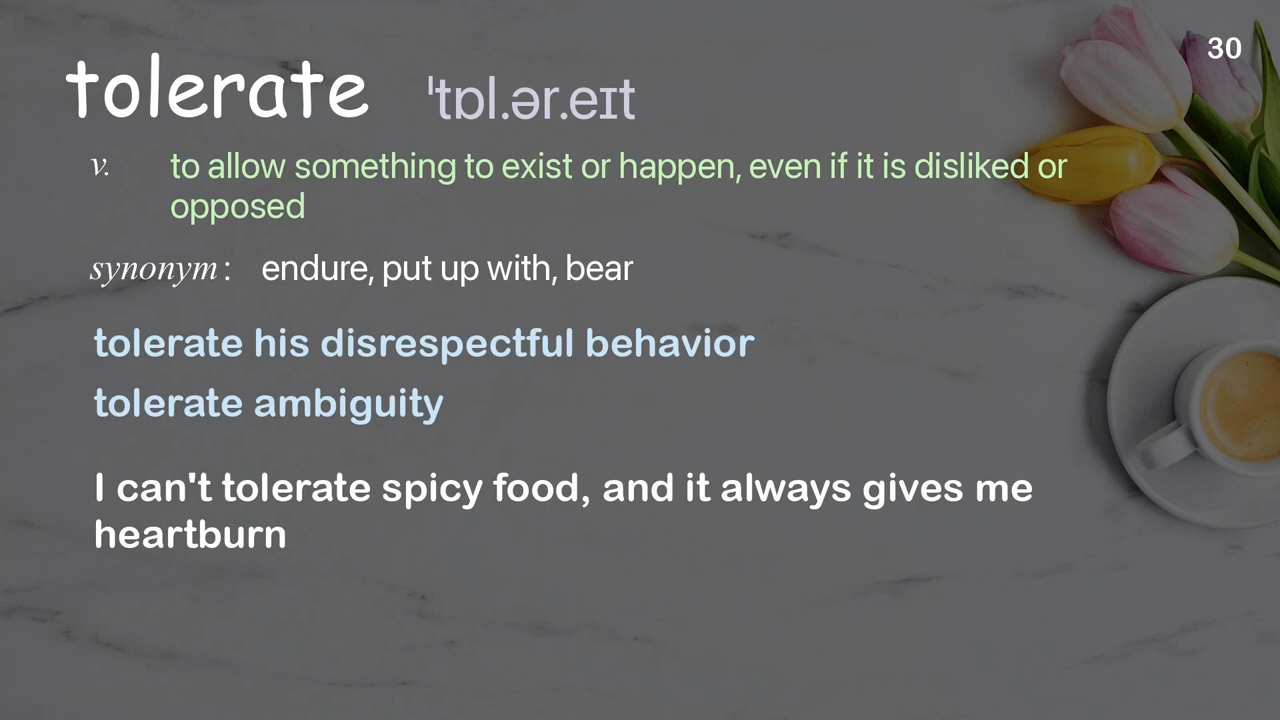 30
tolerate ˈtɒl.ər.eɪt
v. to allow something to exist or happen, even if it is disliked or
opposed
synonym: endure, put up with, bear
tolerate his disrespectful behavior
tolerate ambiguity
I can't tolerate spicy food, and it always gives me
heartburn